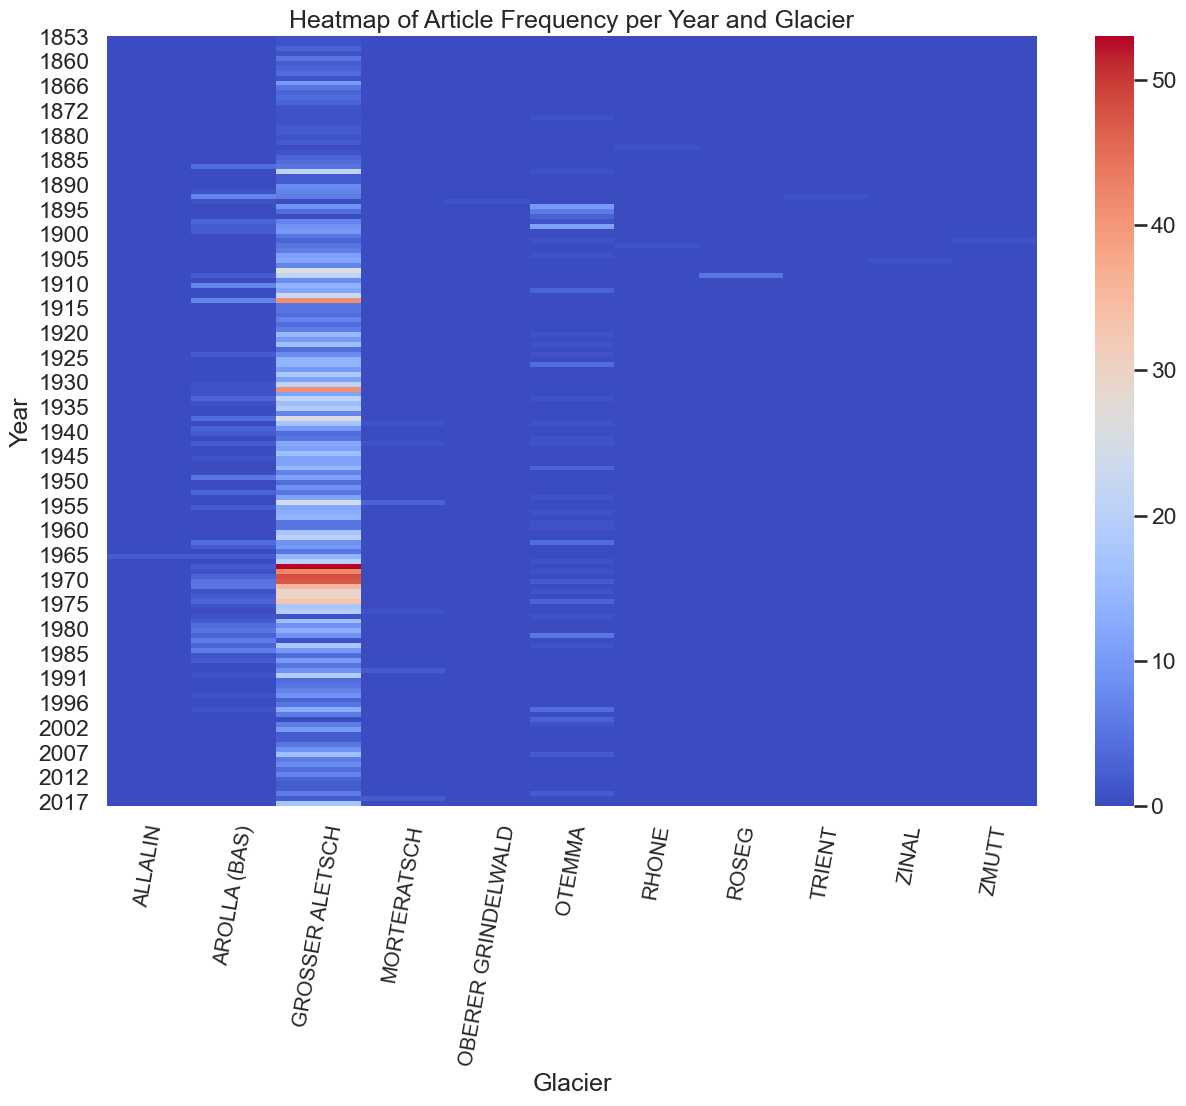 Heatmap of Article Frequency per Year and Glacier
1853
1860
1866
1872
1880
1885
1890
1895
1900
1905
1910
1915
1920
1925
1930
1935
1940
1945
1950
1955
1960
1965
1970
1975
1980
1985
1991
1996
2002
2007
2012
2017
Year
ALLALIN
AROLLA (BAS)
GROSSER ALETSCH
MORTERATSCH
OBERER GRINDELWALD
OTEMMA
RHONE
ROSEG
TRIENT
ZINAL
ZMUTT
Glacier
50
40
30
20
10
0